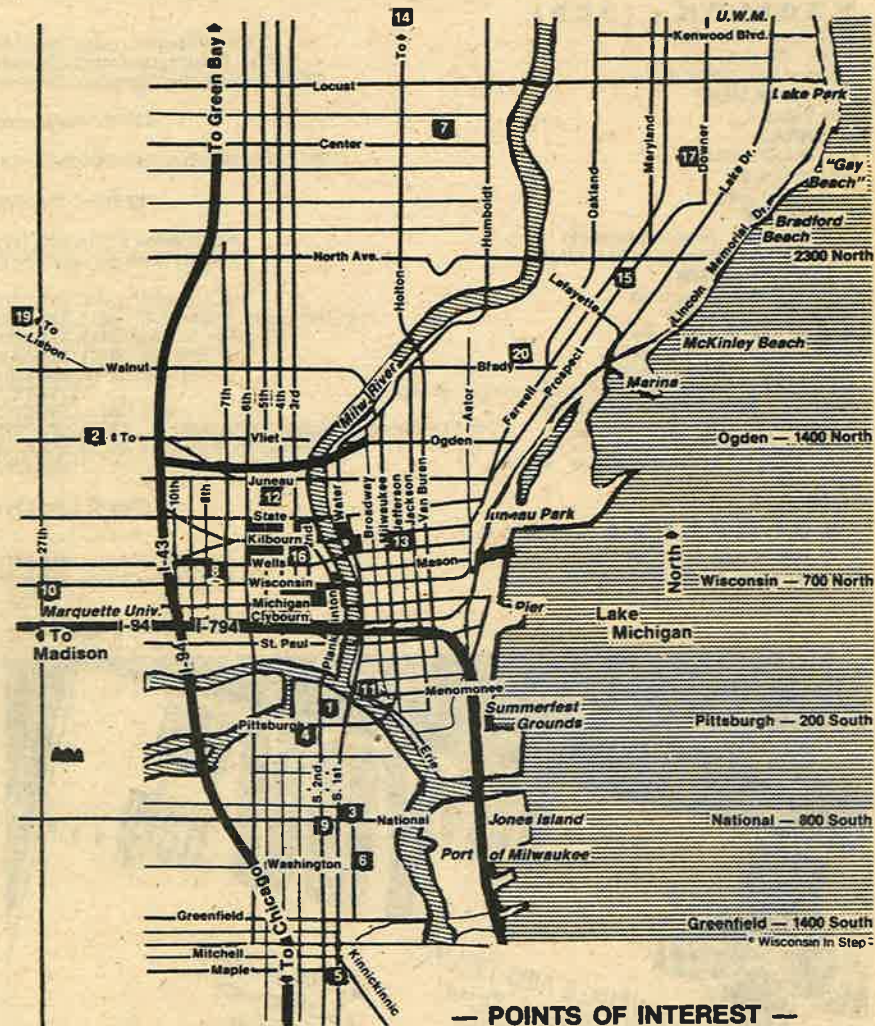 14
U.W.M.
Kenwood Blvd.
To Green Bay
To
Locust
Lake Park
7
Center
Maryland
17
Downer
"Gay
Beach"
Oakland
Lake Dr.
Humboldt
Bradford
Beach
North Ave.
2300 North
Holton
Lafayette
15
Lincoln Memorial Dr.
19
To
Lisbon
McKinley Beach
20
Walnut
Brady
Marina
7th
6th
5th
4th
3rd
Milw. River
Astor
Farwell
Prospect
2
To
Vliet
Ogden
Ogden — 1400 North
Juneau
10th
8th
12
Water
Broadway
Milwaukee
Jefferson
Jackson
Van Buren
State
2nd
Juneau Park
27th
Kilbourn
13
North
I-43
8
Wells
16
Mason
10
Wisconsin
Wisconsin — 700 North
Marquette Univ.
Michigan
Clybourn
Plankinton
Pier
Lake
Michigan
I-94
I-794
To
Madison
St. Paul
I-94
11
Menomonee
1
Summerfest
Grounds
Pittsburgh
4
Pittsburgh — 200 South
Erie
S. 2nd
S. 1st
3
9
National
Jones Island
National — 800 South
Washington
6
Port of Milwaukee
Greenfield
Greenfield — 1400 South
To Chicago
© Wisconsin In Step
Mitchell
Maple
5
Kinnickinnic
— POINTS OF INTEREST —